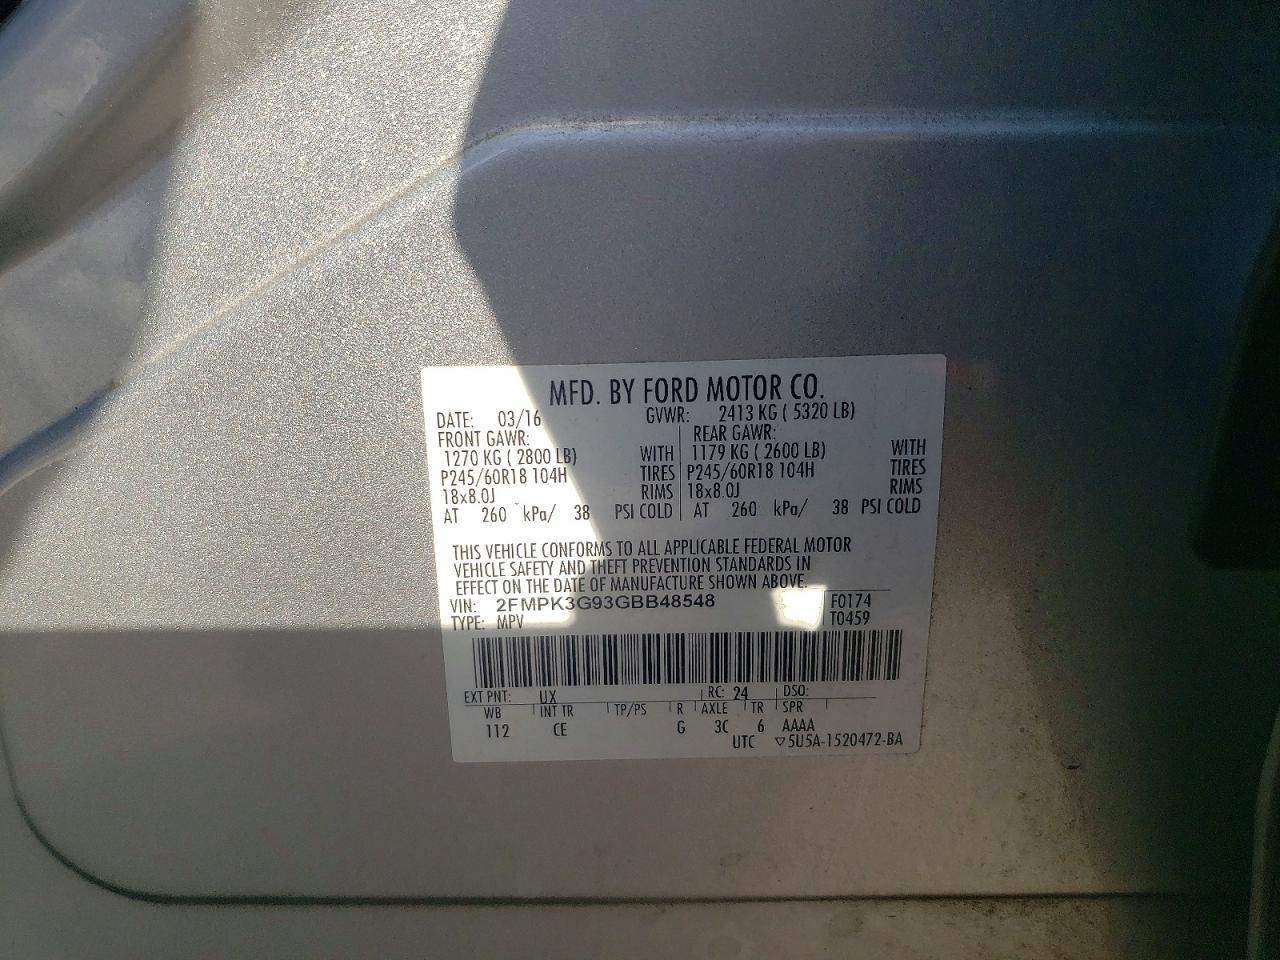 MFD. BY FORD MOTOR CO.
DATE: 03/16 GVWR: 2413 KG ( 5320 LB)
FRONT GAWR: REAR GAWR:
1270 KG ( 2800 LB) WITH 1179 KG ( 2600 LB) WITH
P245/60R18 104H TIRES P245/60R18 104H TIRES
18x8.0J RIMS 18x8.0J RIMS
AT 260 kPa/ 38 PSI COLD AT 260 kPa/ 38 PSI COLD
THIS VEHICLE CONFORMS TO ALL APPLICABLE FEDERAL MOTOR
VEHICLE SAFETY AND THEFT PREVENTION STANDARDS IN
EFFECT ON THE DATE OF MANUFACTURE SHOWN ABOVE.
VIN: 2FMPK3G93GBB48548 F0174
TYPE: MPV T0459
EXT PNT: UX RC: 24 DSO:
WB INT TR TP/PS R AXLE TR SPR
112 CE G 3C 6 AAAA
UTC ▽5U5A-1520472-BA